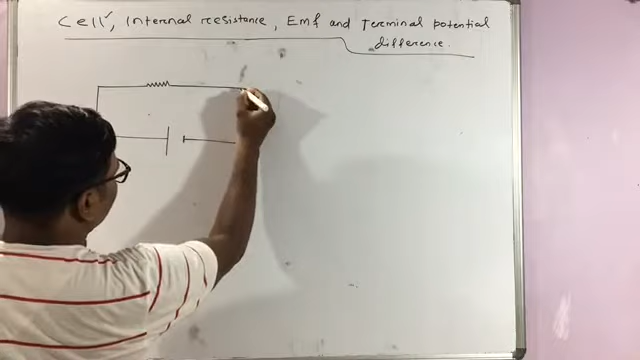 Cell, Internal resistance, Emf and Terminal potential
difference.